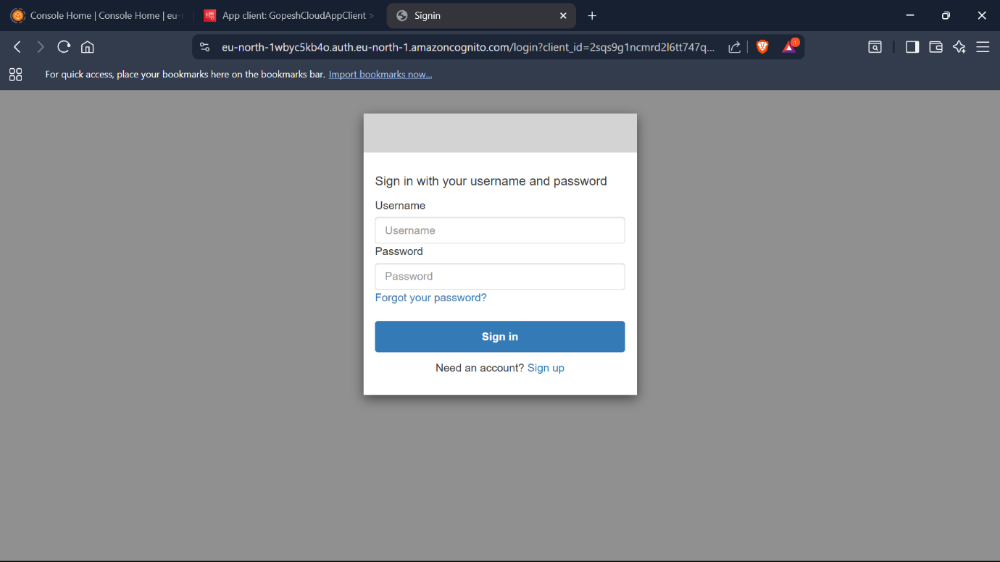 Console Home | Console Home | eu-
App client: GopeshCloudAppClient >
Signin
eu-north-1wbyc5kb4o.auth.eu-north-1.amazoncognito.com/login?client_id=2sqs9g1ncmrd2l6tt747q...
1
For quick access, place your bookmarks here on the bookmarks bar. Import bookmarks now...
Sign in with your username and password
Username
Username
Password
Password
Forgot your password?
Sign in
Need an account? Sign up